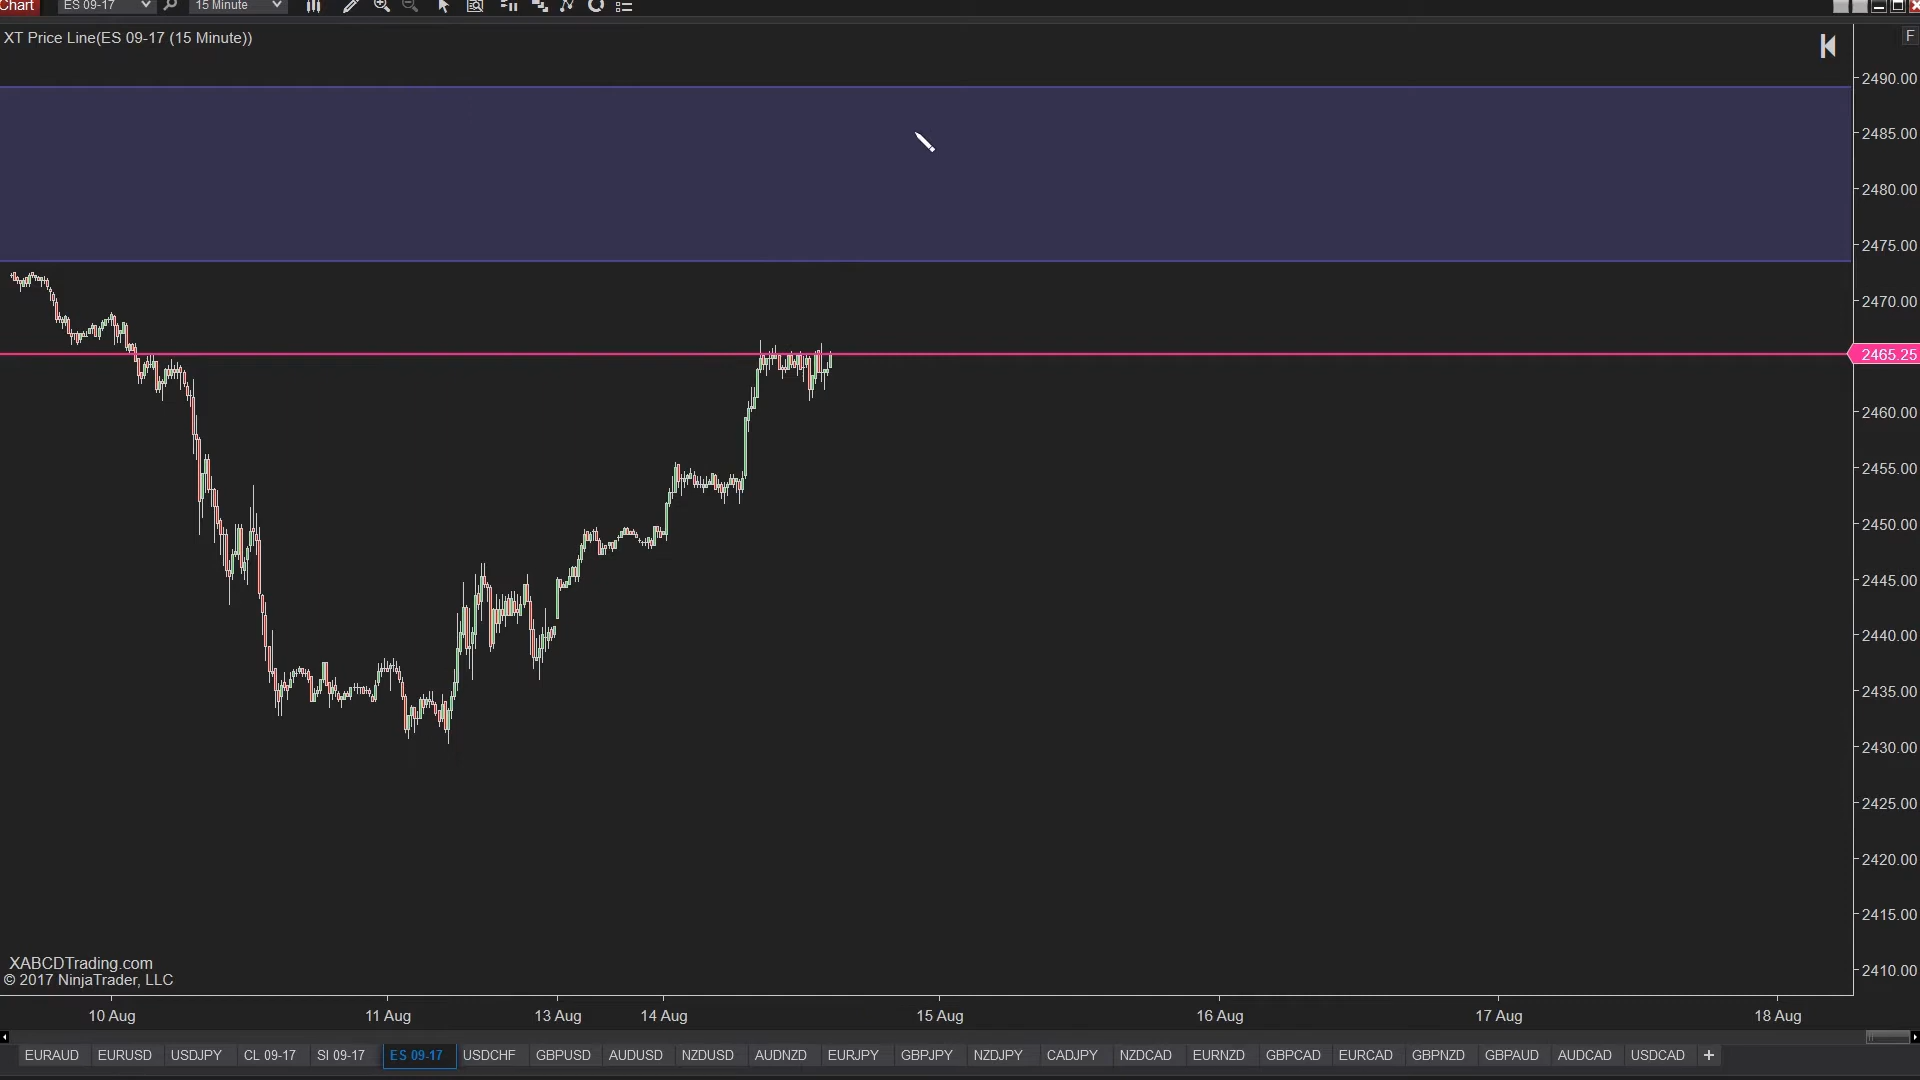 Chart ES 09-17 15 Minute
XT Price Line(ES 09-17 (15 Minute))
F
2490.00
2485.00
2480.00
2475.00
2470.00
2465.25
2460.00
2455.00
2450.00
2445.00
2440.00
2435.00
2430.00
2425.00
2420.00
2415.00
2410.00
XABCDTrading.com
© 2017 NinjaTrader, LLC
10 Aug 11 Aug 13 Aug 14 Aug 15 Aug 16 Aug 17 Aug 18 Aug
EURAUD EURUSD USDJPY CL 09-17 SI 09-17 ES 09-17 USDCHF GBPUSD AUDUSD NZDUSD AUDNZD EURJPY GBPJPY NZDJPY CADJPY NZDCAD EURNZD GBPCAD EURCAD GBPNZD GBPAUD AUDCAD USDCAD +